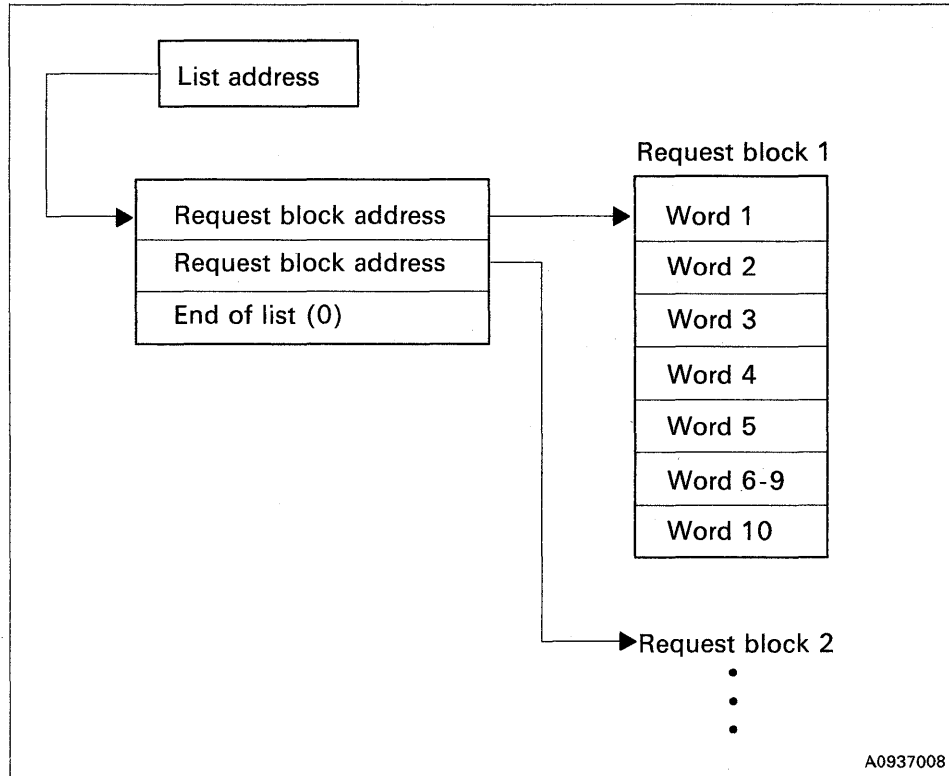 List address
Request block address
Request block address
End of list (0)
Request block 1
Word 1
Word 2
Word 3
Word 4
Word 5
Word 6-9
Word 10
Request block 2
A0937008